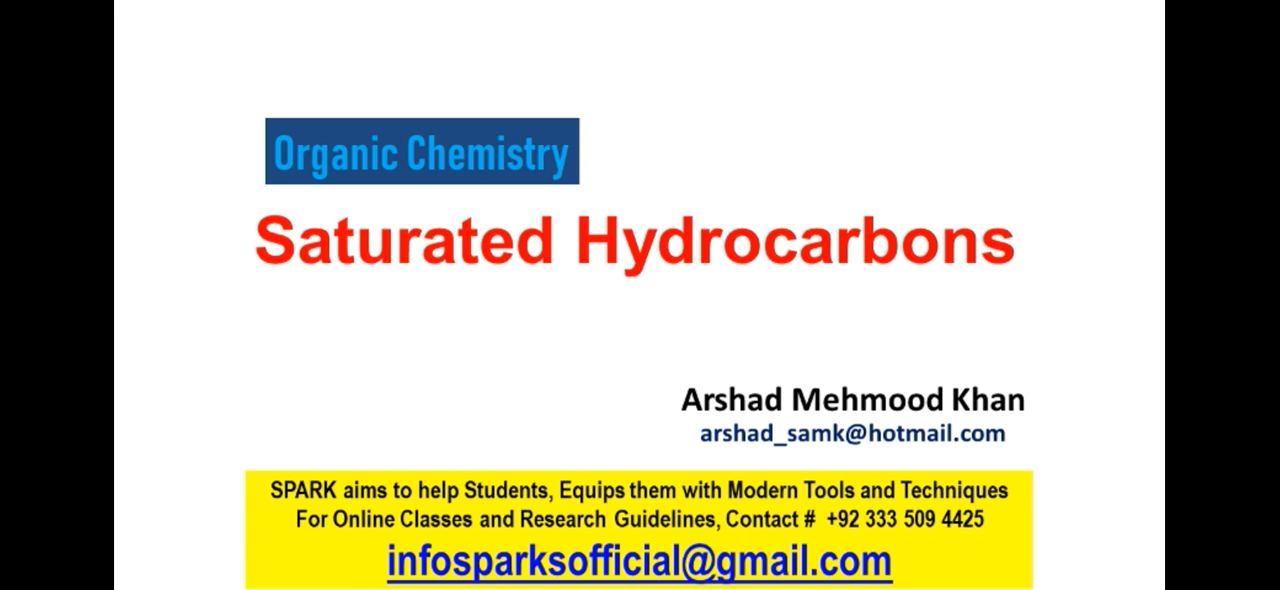 Organic Chemistry
Saturated Hydrocarbons
Arshad Mehmood Khan
arshad_samk@hotmail.com
SPARK aims to help Students, Equips them with Modern Tools and Techniques
For Online Classes and Research Guidelines, Contact # +92 333 509 4425
infosparksofficial@gmail.com